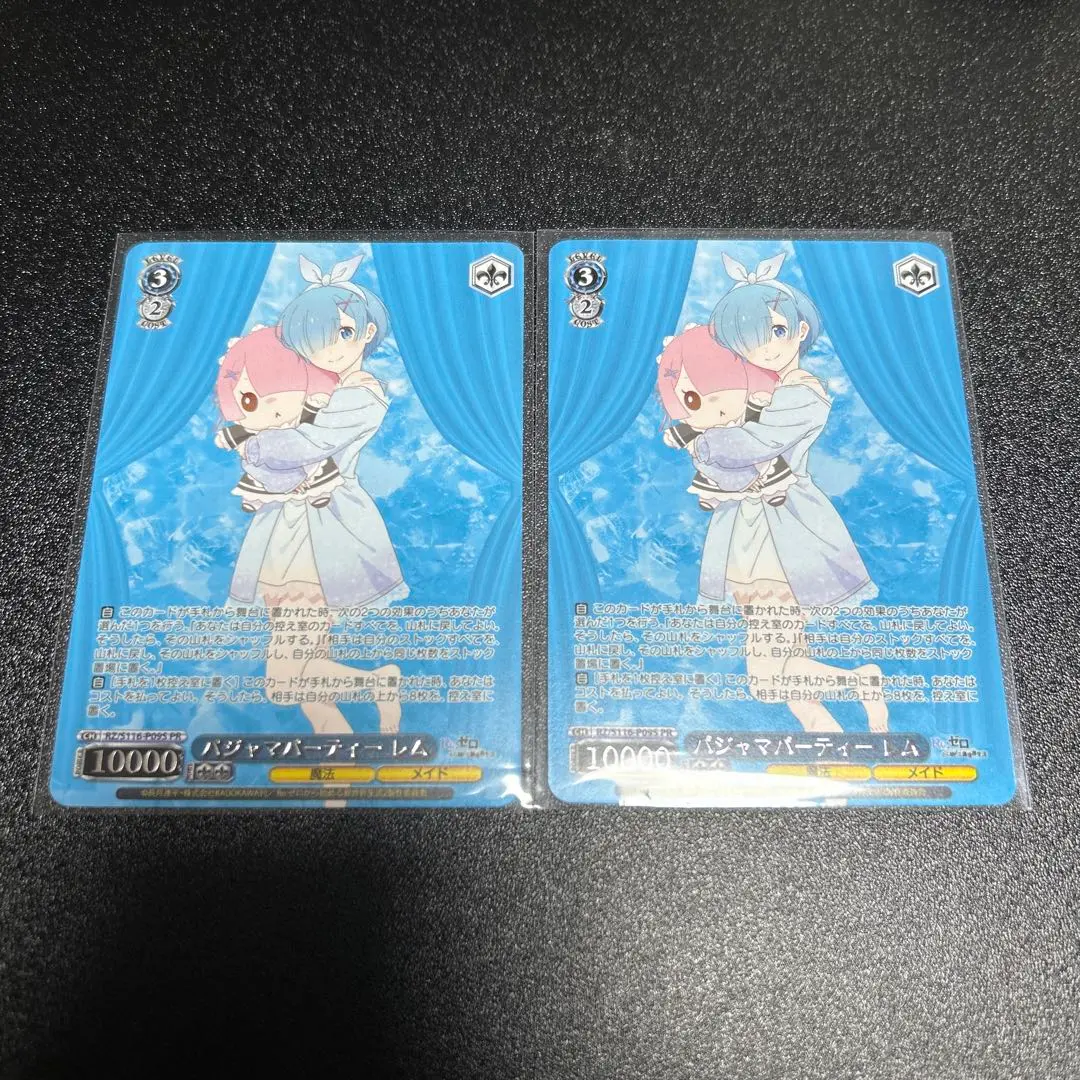 LEVEL
3
2
COST
自 このカードが手札から舞台に置かれた時、次の2つの効果のうちあなたが
選んだ1つを行う。『あなたは自分の控え室のカードすべてを、山札に戻してよい。
そうしたら、その山札をシャッフルする。』『相手は自分のストックすべてを、
山札に戻し、その山札をシャッフルし、自分の山札の上から同じ枚数をストック
置場に置く。』
自 [手札を1枚控え室に置く] このカードが手札から舞台に置かれた時、あなたは
コストを払ってよい。そうしたら、相手は自分の山札の上から8枚を、控え室に
置く。
RZ/S116-P09S PR
パジャマパーティー レム
10000
魔法
メイド
LEVEL
3
2
COST
自 このカードが手札から舞台に置かれた時、次の2つの効果のうちあなたが
選んだ1つを行う。『あなたは自分の控え室のカードすべてを、山札に戻してよい。
そうしたら、その山札をシャッフルする。』『相手は自分のストックすべてを、
山札に戻し、その山札をシャッフルし、自分の山札の上から同じ枚数をストック
置場に置く。』
自 [手札を1枚控え室に置く] このカードが手札から舞台に置かれた時、あなたは
コストを払ってよい。そうしたら、相手は自分の山札の上から8枚を、控え室に
置く。
RZ/S116-P09S PR
パジャマパーティー レム
10000
魔法
メイド